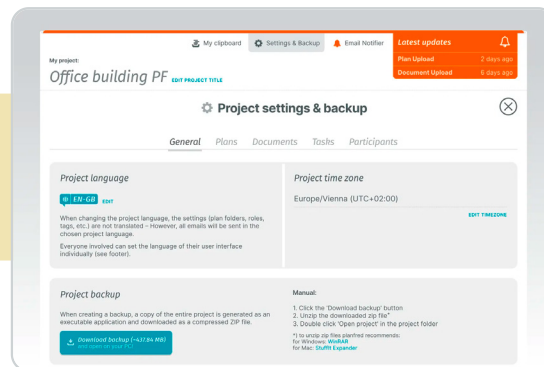 My clipboard
Settings & Backup
Email Notifier
Latest updates
Plan Upload 2 days ago
Document Upload 6 days ago
My project:
Office building PF EDIT PROJECT TITLE
Project settings & backup
General Plans Documents Tasks Participants
Project language
EN-GB EDIT
When changing the project language, the settings (plan folders, roles,
tags, etc.) are not translated – However, all emails will be sent in the
chosen project language.
Everyone involved can set the language of their user interface
individually (see footer).
Project time zone
Europe/Vienna (UTC+02:00)
EDIT TIMEZONE
Project backup
When creating a backup, a copy of the entire project is generated as an
executable application and downloaded as a compressed ZIP file.
Download backup (~437.84 MB)
and open on your PC!
Manual:
1. Click the 'Download backup' button
2. Unzip the downloaded zip file*
3. Double click 'Open project' in the project folder
*) to unzip zip files planfred recommends:
for Windows: WinRAR
for Mac: StuffIt Expander